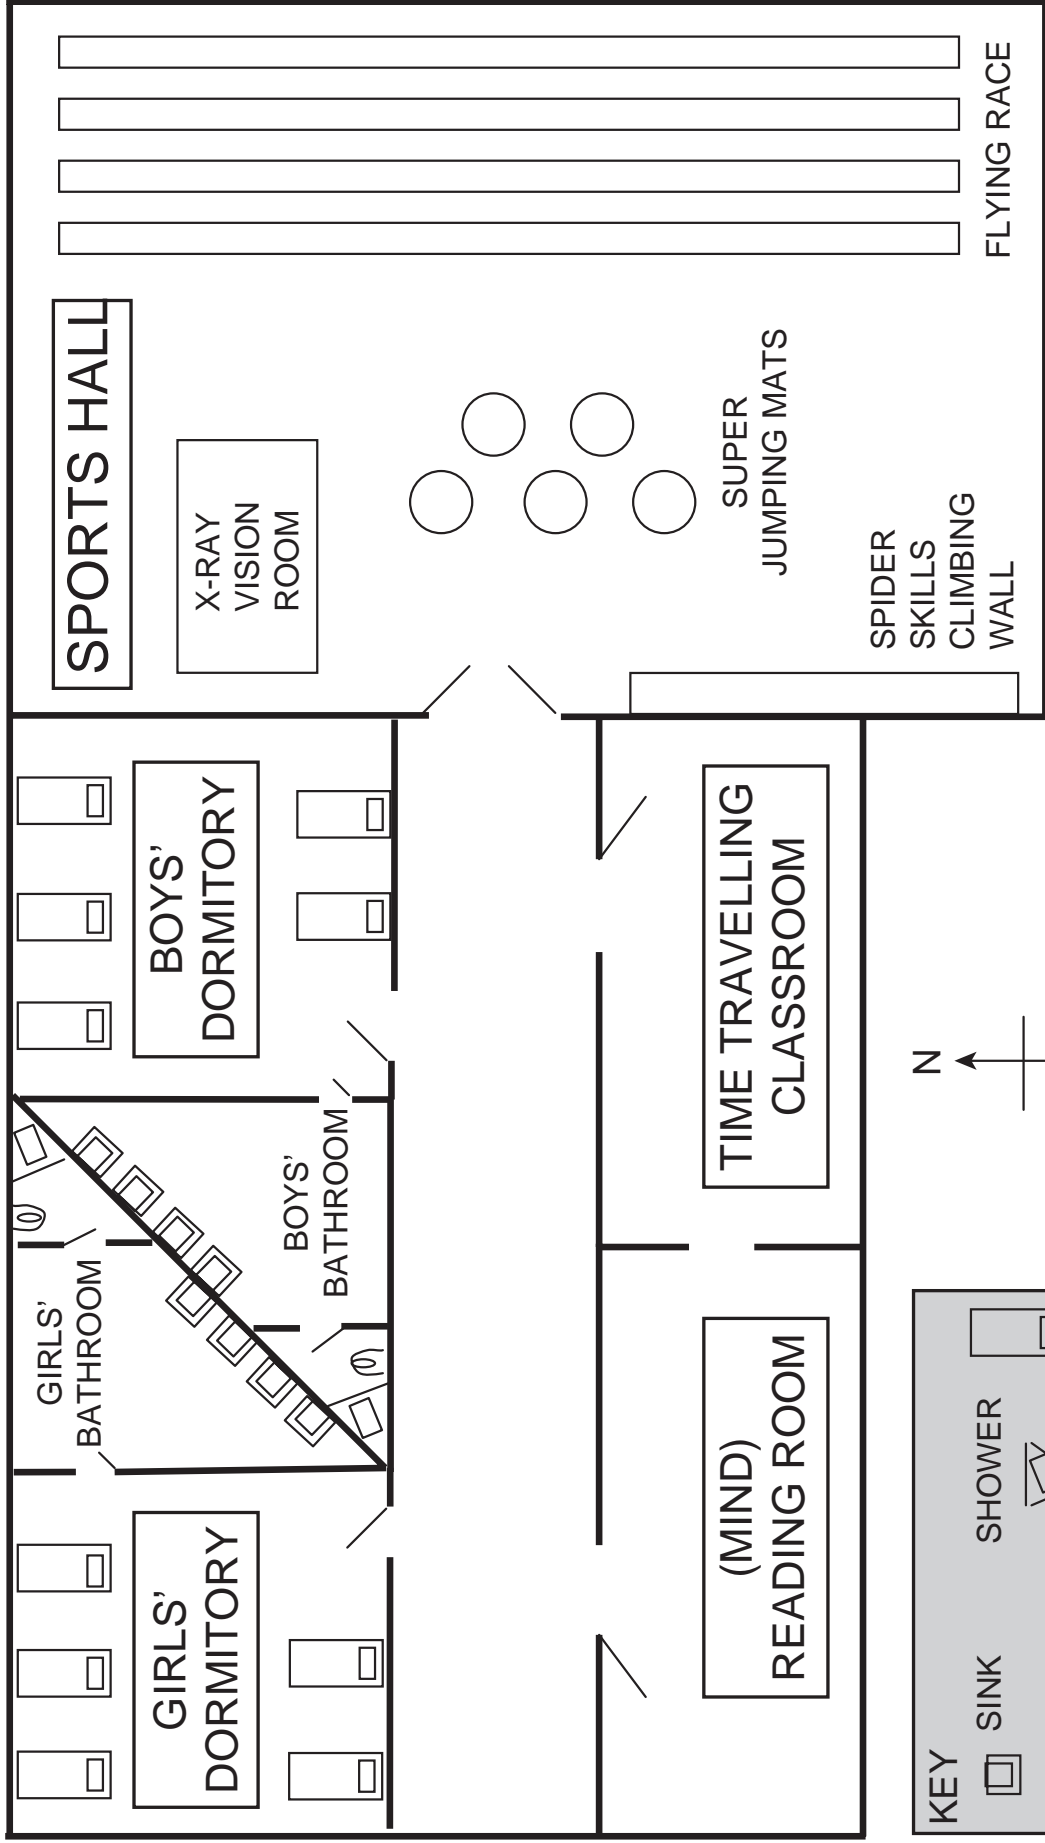 GIRLS’
DORMITORY
GIRLS’
BATHROOM
BOYS’
BATHROOM
BOYS’
DORMITORY
SPORTS HALL
X-RAY
VISION
ROOM
SUPER
JUMPING MATS
SPIDER
SKILLS
CLIMBING
WALL
FLYING RACE
(MIND)
READING ROOM
TIME TRAVELLING
CLASSROOM
N
KEY
SINK
SHOWER